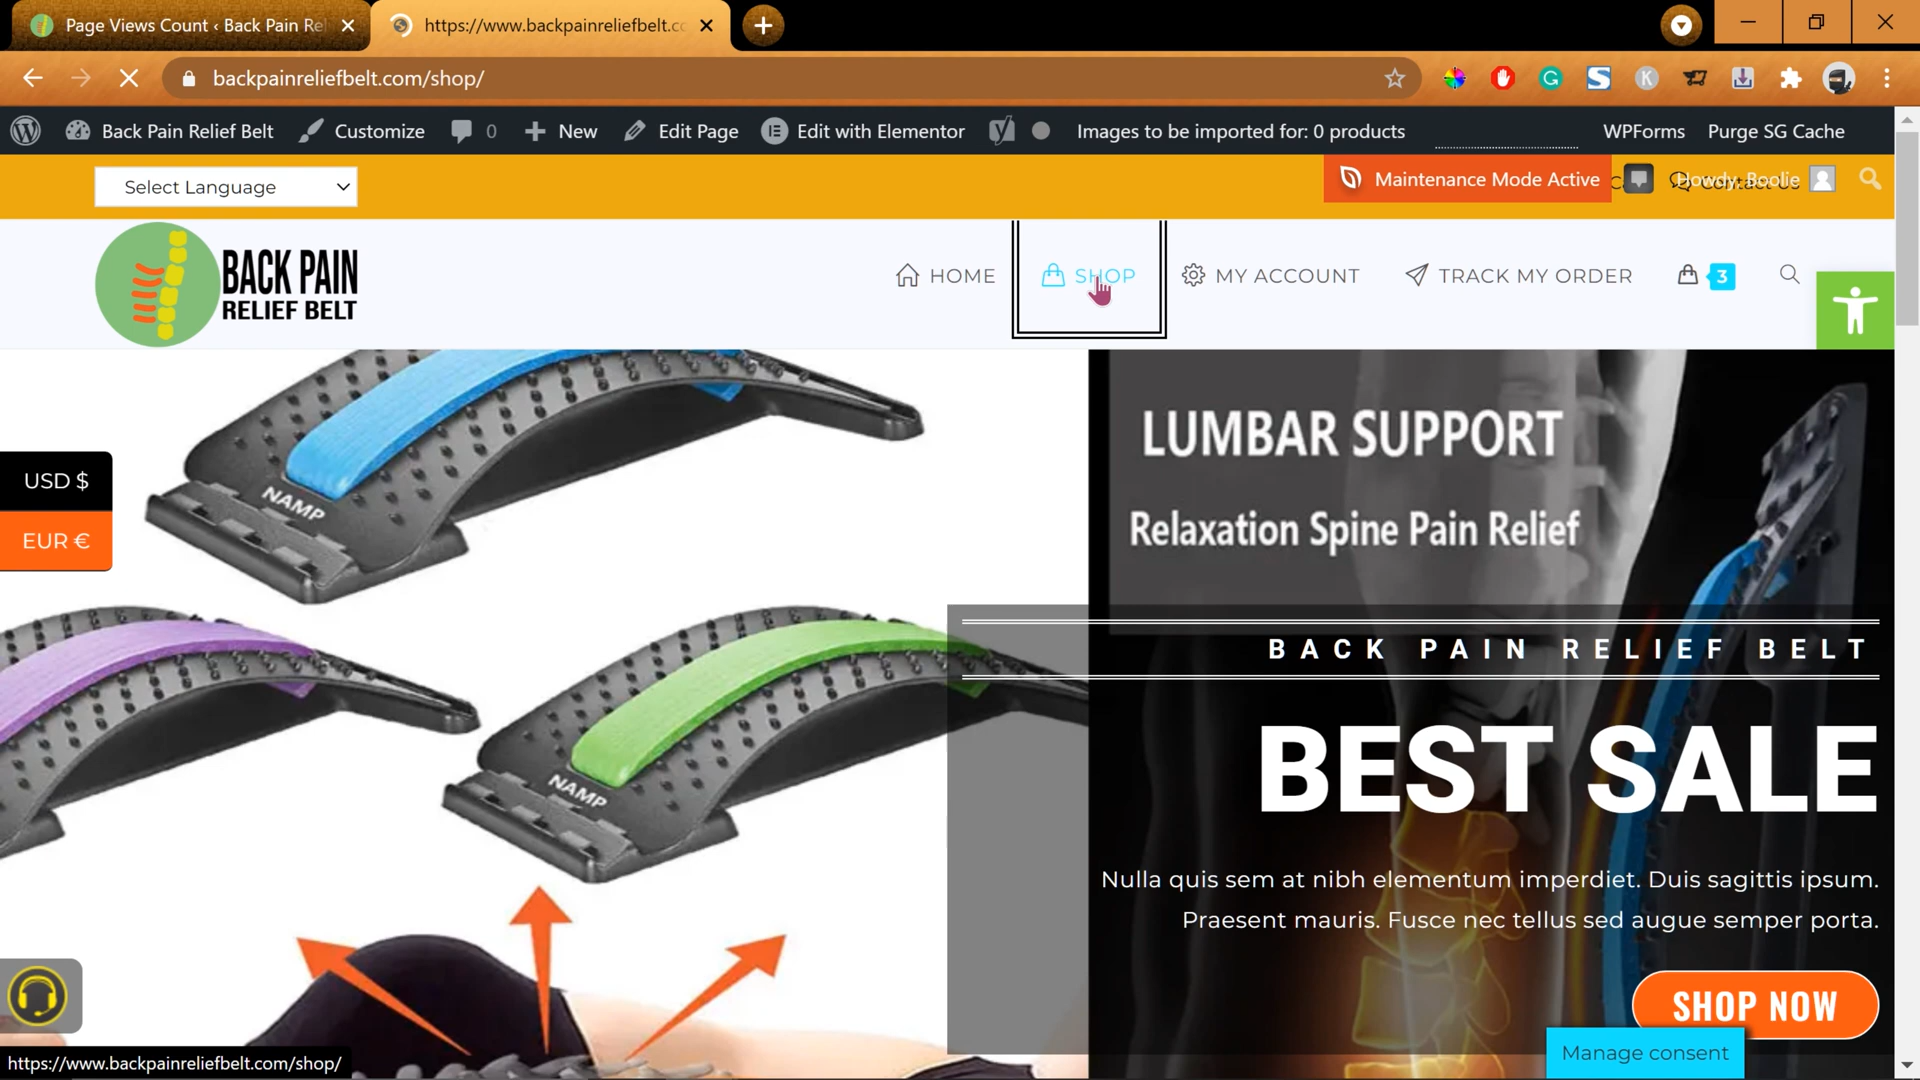 Page Views Count ‹ Back Pain Re
https://www.backpainreliefbelt.co
backpainreliefbelt.com/shop/
Back Pain Relief Belt
Customize
0
New
Edit Page
Edit with Elementor
Images to be imported for: 0 products
WPForms
Purge SG Cache
Select Language
Maintenance Mode Active
Howdy, Boolie
BACK PAIN
RELIEF BELT
HOME
SHOP
MY ACCOUNT
TRACK MY ORDER
3
USD $
EUR €
NAMP
NAMP
LUMBAR SUPPORT
Relaxation Spine Pain Relief
BACK PAIN RELIEF BELT
BEST SALE
Nulla quis sem at nibh elementum imperdiet. Duis sagittis ipsum.
Praesent mauris. Fusce nec tellus sed augue semper porta.
SHOP NOW
Manage consent
https://www.backpainreliefbelt.com/shop/